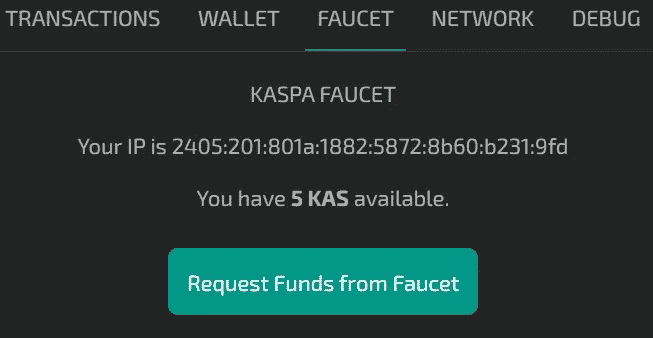 TRANSACTIONS WALLET FAUCET NETWORK DEBUG
KASPA FAUCET
Your IP is 2405:201:801a:1882:5872:8b60:b231:9fd
You have 5 KAS available.
Request Funds from Faucet